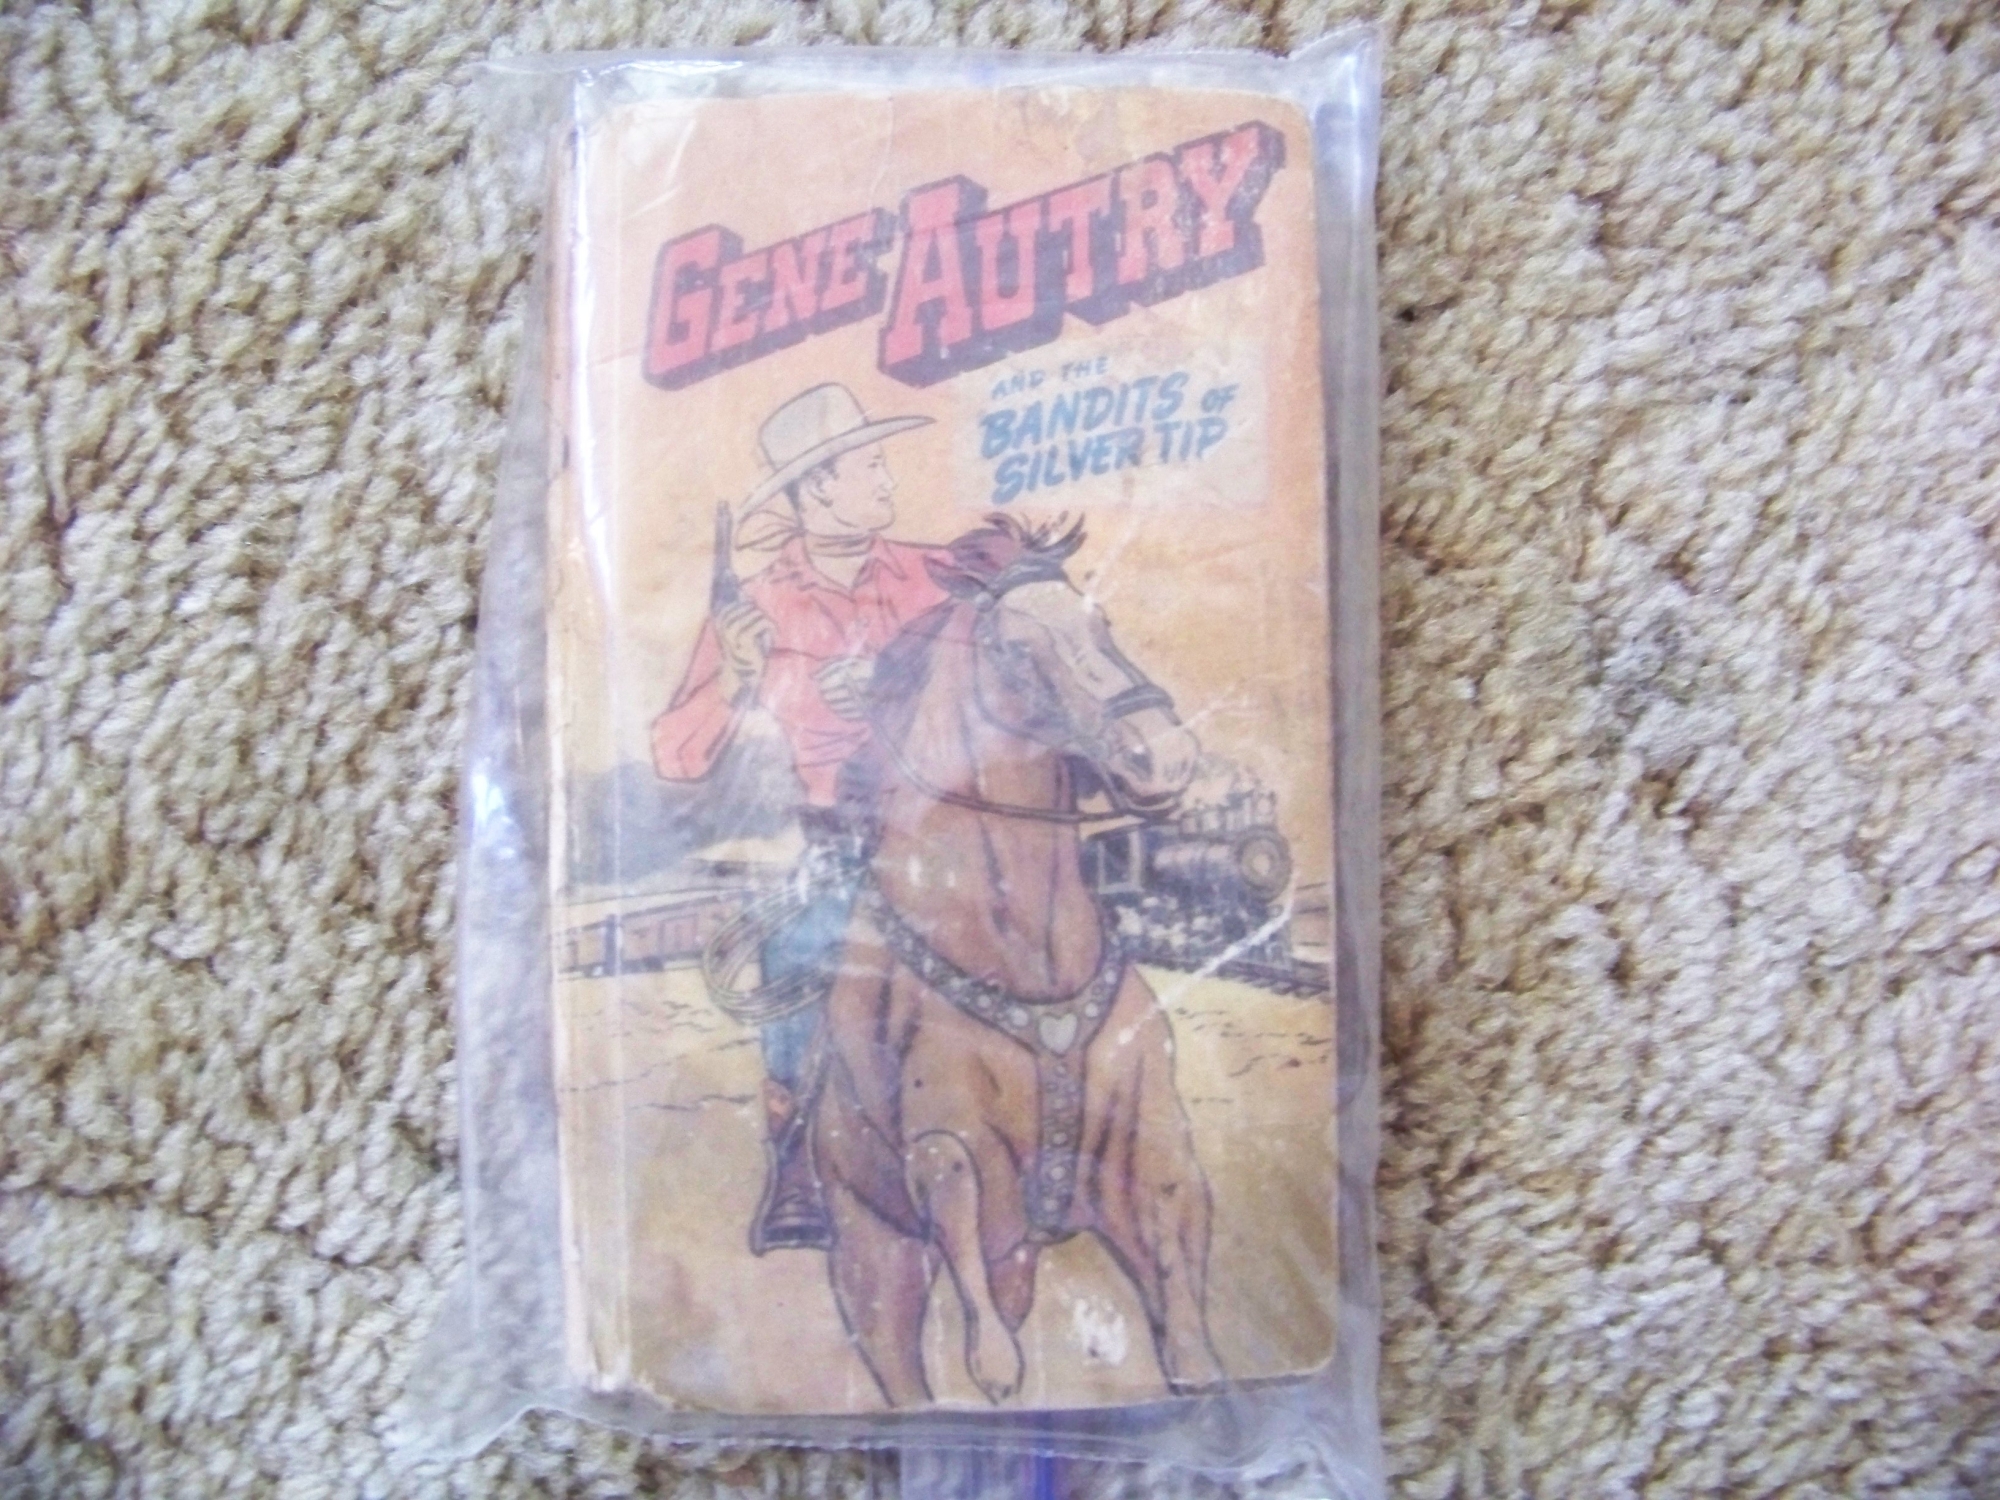 GENE AUTRY
AND THE
BANDITS OF
SILVER TIP